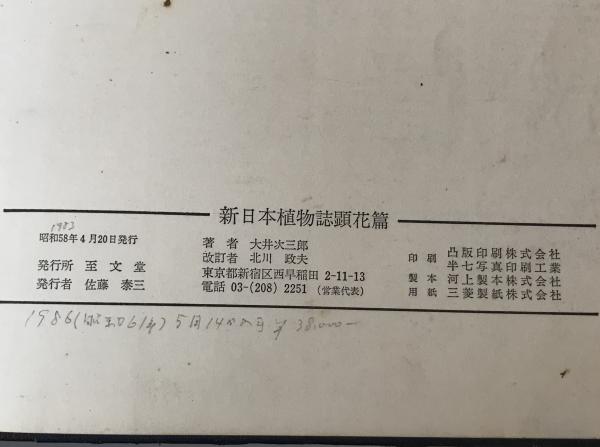 新日本植物誌顕花篇
1983
昭和58年4月20日発行
発行所 至文堂
発行者 佐藤 泰三
著者 大井次三郎
改訂者 北川 政夫
東京都新宿区西早稲田 2-11-13
電話 03-(208) 2251 (営業代表)
印刷 凸版印刷株式会社
半七写真印刷工業
製本 河上製本株式会社
用紙 三菱製紙株式会社
1986(昭和61年) 5月14日 ¥38,000-